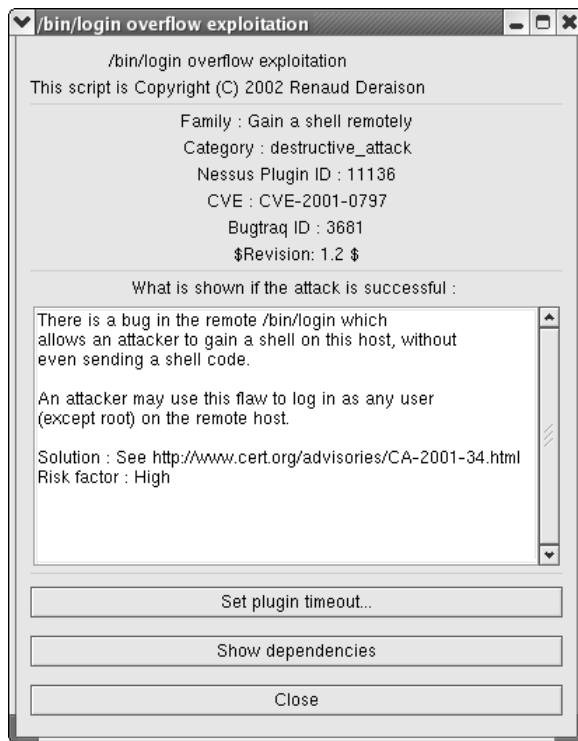 /bin/login overflow exploitation
/bin/login overflow exploitation
This script is Copyright (C) 2002 Renaud Deraison
Family : Gain a shell remotely
Category : destructive_attack
Nessus Plugin ID : 11136
CVE : CVE-2001-0797
Bugtraq ID : 3681
$Revision: 1.2 $
What is shown if the attack is successful :
There is a bug in the remote /bin/login which
allows an attacker to gain a shell on this host, without
even sending a shell code.
An attacker may use this flaw to log in as any user
(except root) on the remote host.
Solution : See http://www.cert.org/advisories/CA-2001-34.html
Risk factor : High
Set plugin timeout...
Show dependencies
Close